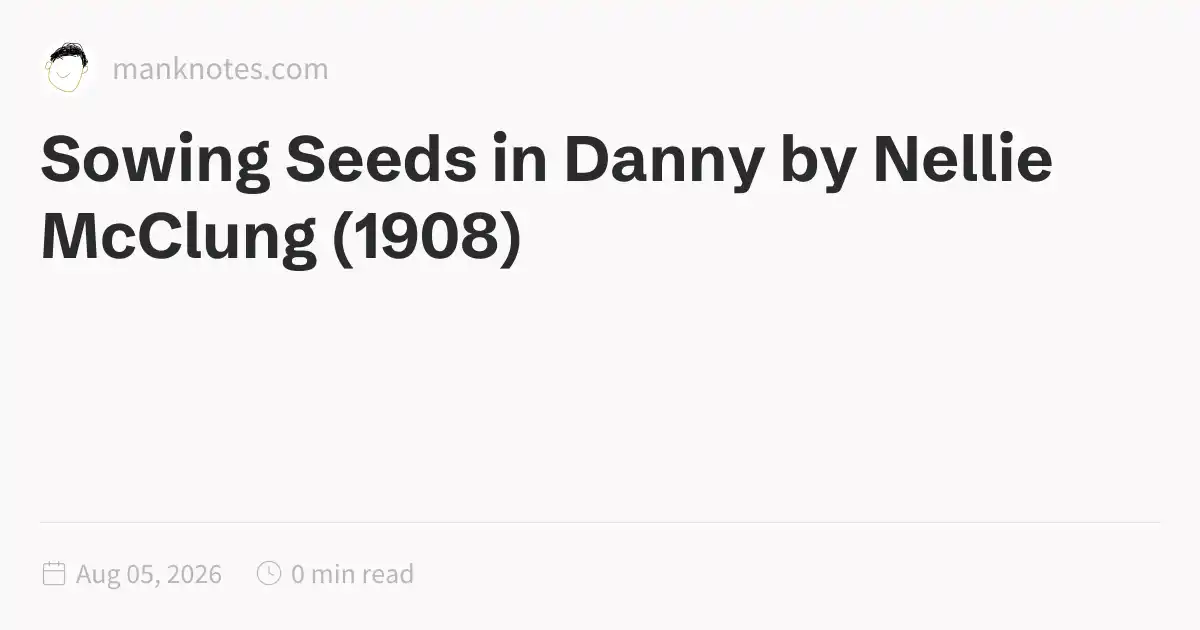 manknotes.com
Sowing Seeds in Danny by Nellie
McClung (1908)
Aug 05, 2026 0 min read